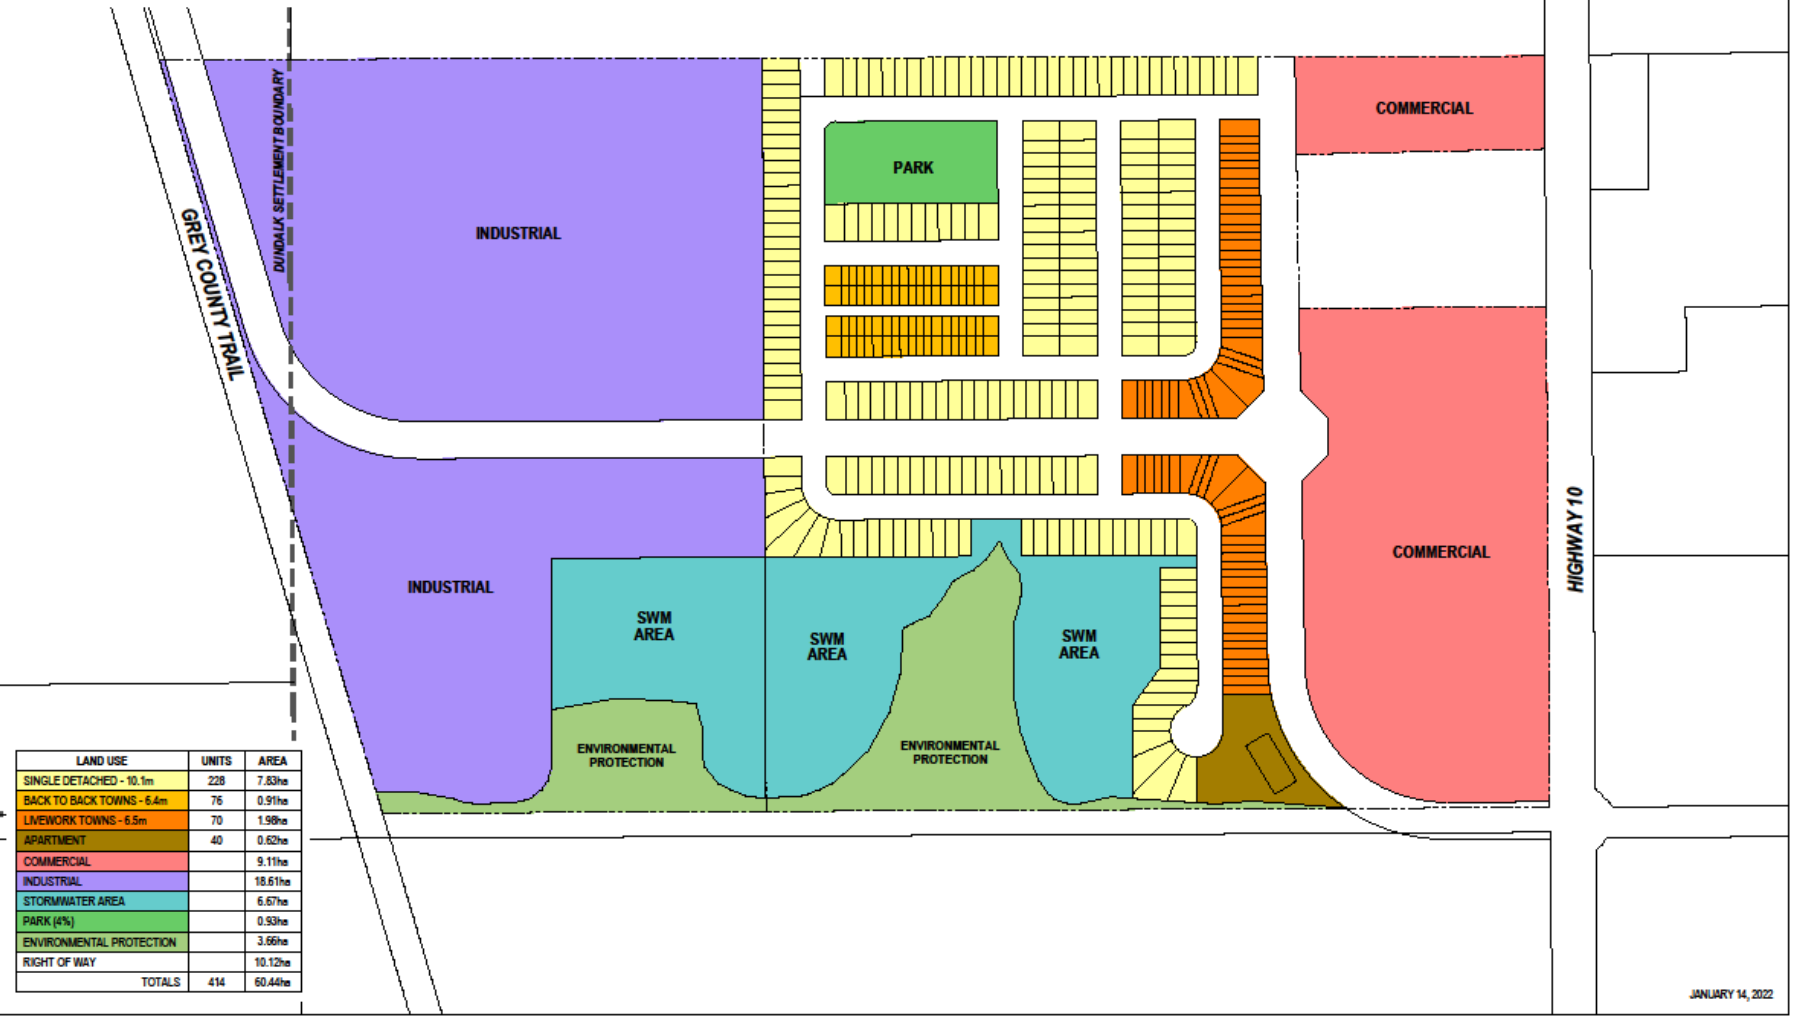 DUNDALK SETTLEMENT BOUNDARY
COMMERCIAL
PARK
GREY COUNTY TRAIL
INDUSTRIAL
HIGHWAY 10
COMMERCIAL
INDUSTRIAL
SWM
AREA
SWM
AREA
SWM
AREA
ENVIRONMENTAL
PROTECTION
ENVIRONMENTAL
PROTECTION
LAND USE UNITS AREA
SINGLE DETACHED - 10.1m 228 7.83ha
BACK TO BACK TOWNS - 6.4m 76 0.91ha
LIVEWORK TOWNS - 6.5m 70 1.98ha
APARTMENT 40 0.62ha
COMMERCIAL 9.11ha
INDUSTRIAL 18.61ha
STORMWATER AREA 6.67ha
PARK (4%) 0.93ha
ENVIRONMENTAL PROTECTION 3.66ha
RIGHT OF WAY 10.12ha
TOTALS 414 60.44ha
JANUARY 14, 2022